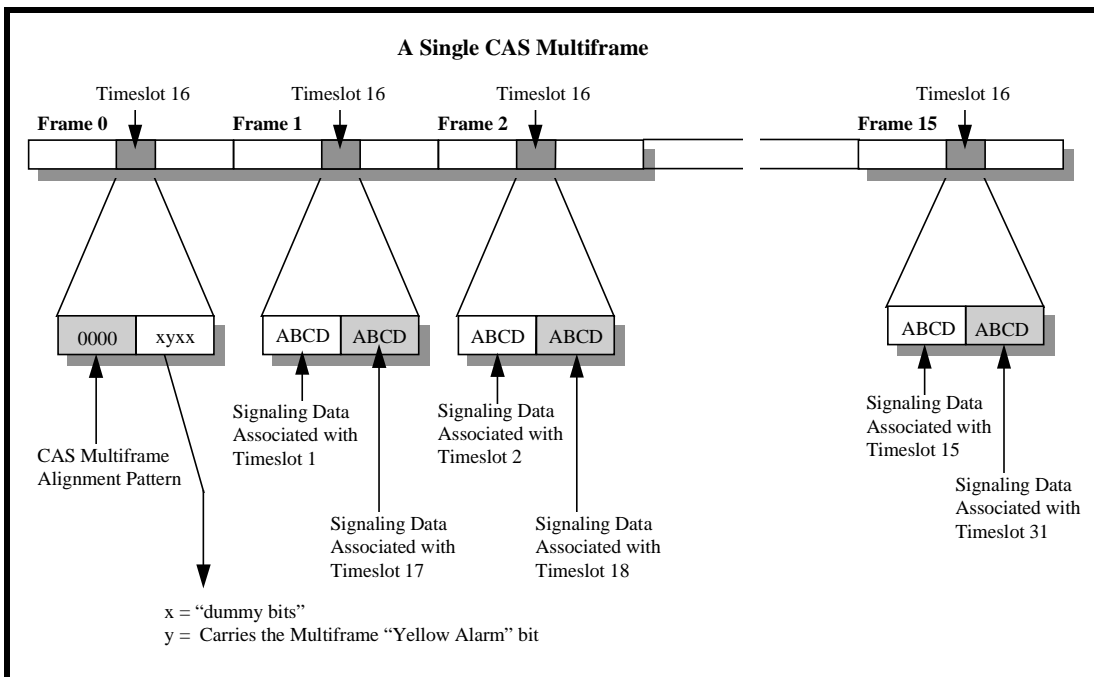 A Single CAS Multiframe
Timeslot 16
Timeslot 16
Timeslot 16
Timeslot 16
Frame 0
Frame 1
Frame 2
Frame 15
0000
xyxx
ABCD
ABCD
ABCD
ABCD
ABCD
ABCD
CAS Multiframe
Alignment Pattern
Signaling Data
Associated with
Timeslot 1
Signaling Data
Associated with
Timeslot 17
Signaling Data
Associated with
Timeslot 2
Signaling Data
Associated with
Timeslot 18
Signaling Data
Associated with
Timeslot 15
Signaling Data
Associated with
Timeslot 31
x = “dummy bits”
y = Carries the Multiframe “Yellow Alarm” bit